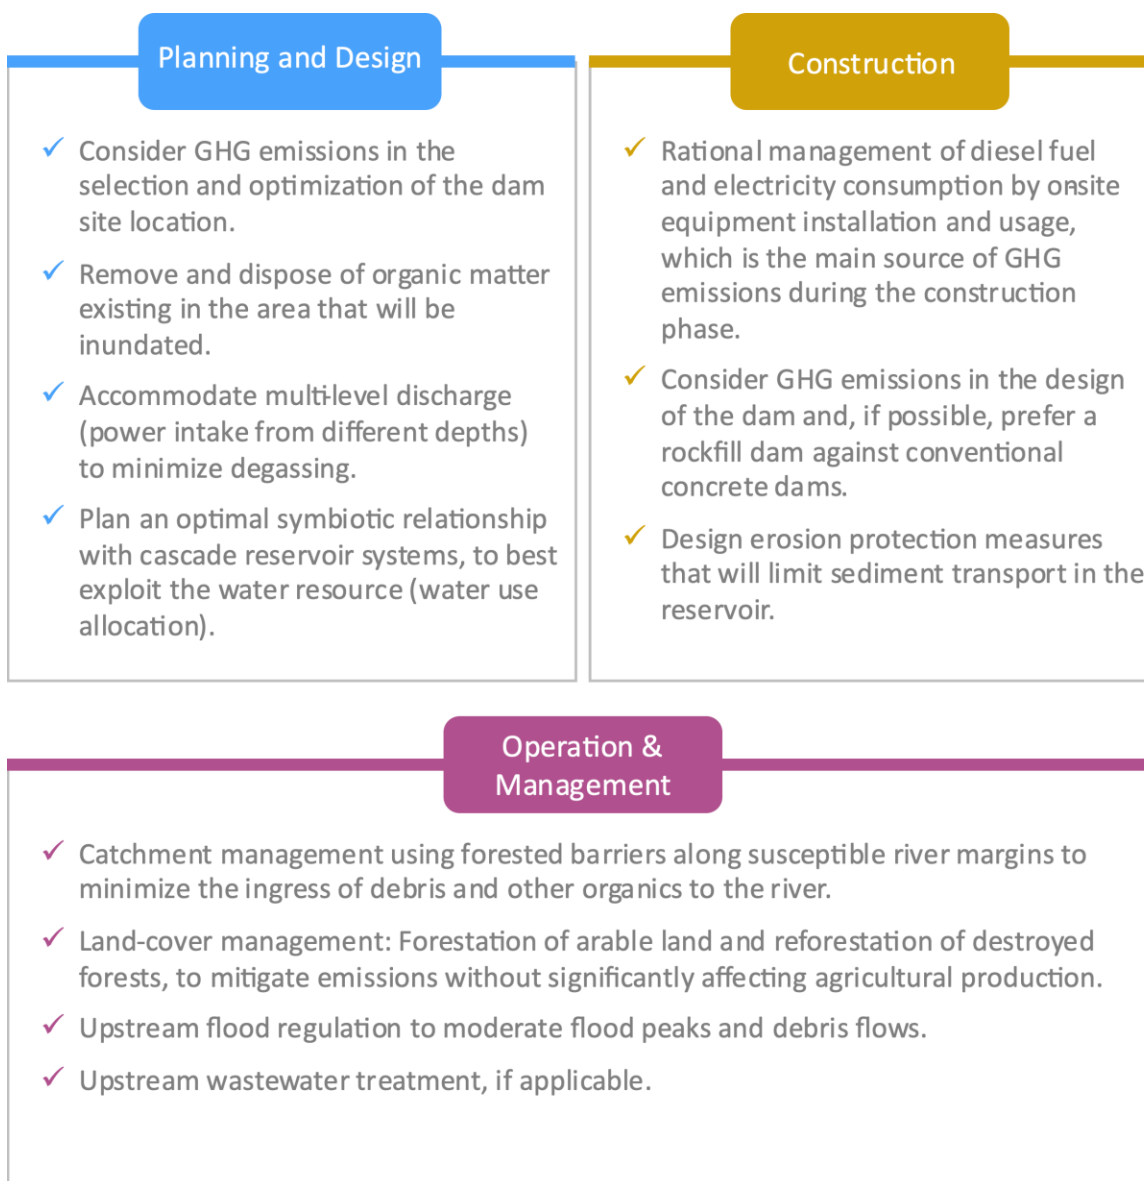 Planning and Design
✓ Consider GHG emissions in the
selection and optimization of the dam
site location.
✓ Remove and dispose of organic matter
existing in the area that will be
inundated.
✓ Accommodate multi-level discharge
(power intake from different depths)
to minimize degassing.
✓ Plan an optimal symbiotic relationship
with cascade reservoir systems, to best
exploit the water resource (water use
allocation).
Construction
✓ Rational management of diesel fuel
and electricity consumption by on-site
equipment installation and usage,
which is the main source of GHG
emissions during the construction
phase.
✓ Consider GHG emissions in the design
of the dam and, if possible, prefer a
rockfill dam against conventional
concrete dams.
✓ Design erosion protection measures
that will limit sediment transport in the
reservoir.
Operation &
Management
✓ Catchment management using forested barriers along susceptible river margins to
minimize the ingress of debris and other organics to the river.
✓ Land-cover management: Forestation of arable land and reforestation of destroyed
forests, to mitigate emissions without significantly affecting agricultural production.
✓ Upstream flood regulation to moderate flood peaks and debris flows.
✓ Upstream wastewater treatment, if applicable.